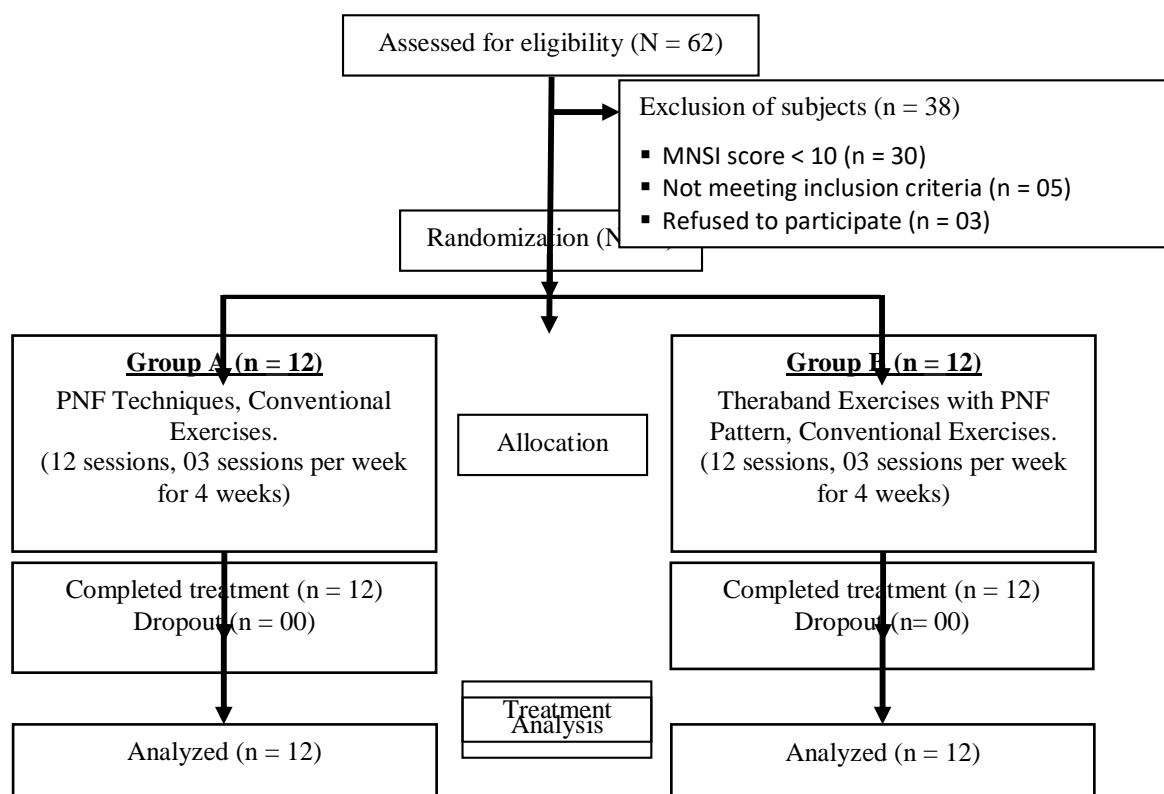 Assessed for eligibility (N = 62)
Exclusion of subjects (n = 38)
▪ MNSI score < 10 (n = 30)
▪ Not meeting inclusion criteria (n = 05)
▪ Refused to participate (n = 03)
Randomization (N
Group A (n = 12)
PNF Techniques, Conventional
Exercises.
(12 sessions, 03 sessions per week
for 4 weeks)
Allocation
Group B (n = 12)
Theraband Exercises with PNF
Pattern, Conventional Exercises.
(12 sessions, 03 sessions per week
for 4 weeks)
Completed treatment (n = 12)
Dropout (n = 00)
Completed treatment (n = 12)
Dropout (n= 00)
Treatment
Analysis
Analyzed (n = 12)
Analyzed (n = 12)